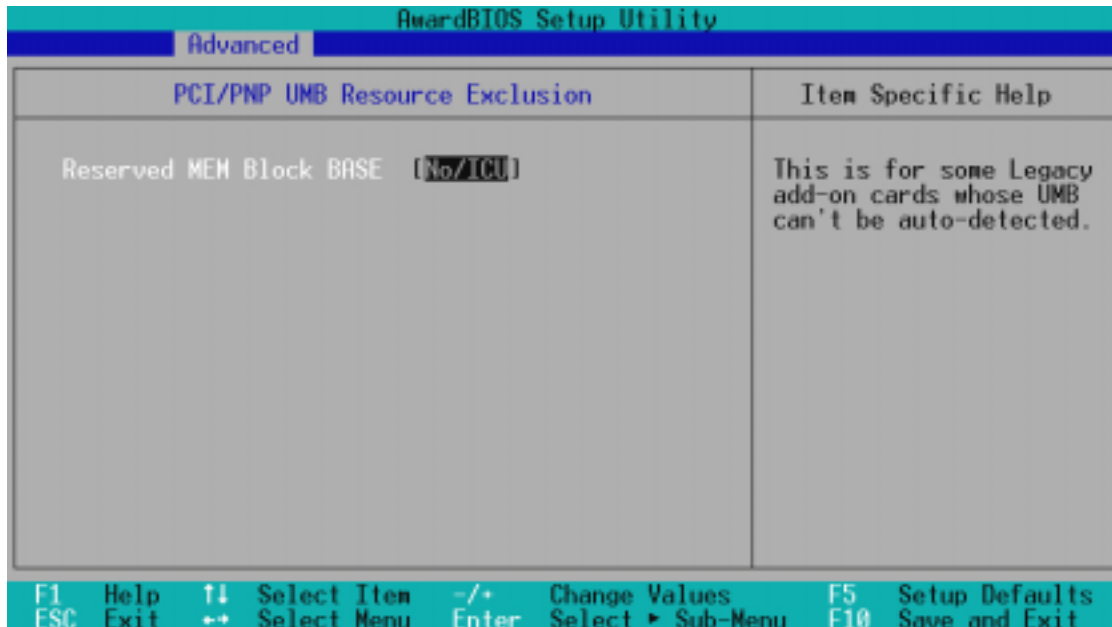 AwardBIOS Setup Utility
Advanced
PCI/PNP UMB Resource Exclusion
Item Specific Help
Reserved MEM Block BASE [No/ICU]
This is for some Legacy
add-on cards whose UMB
can't be auto-detected.
F1 Help ↑↓ Select Item -/+ Change Values F5 Setup Defaults
ESC Exit ←→ Select Menu Enter Select ► Sub-Menu F10 Save and Exit